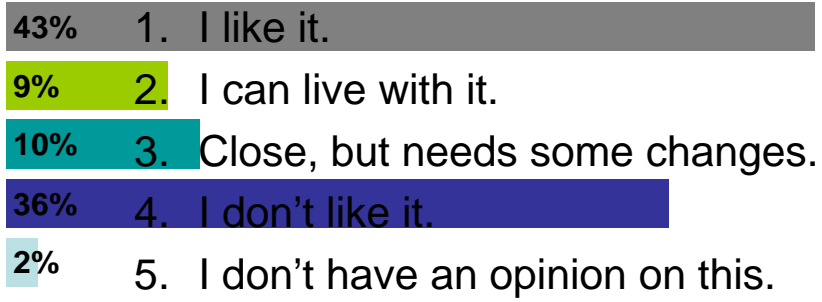 43% 1. I like it.
9% 2. I can live with it.
10% 3. Close, but needs some changes.
36% 4. I don’t like it.
2% 5. I don’t have an opinion on this.